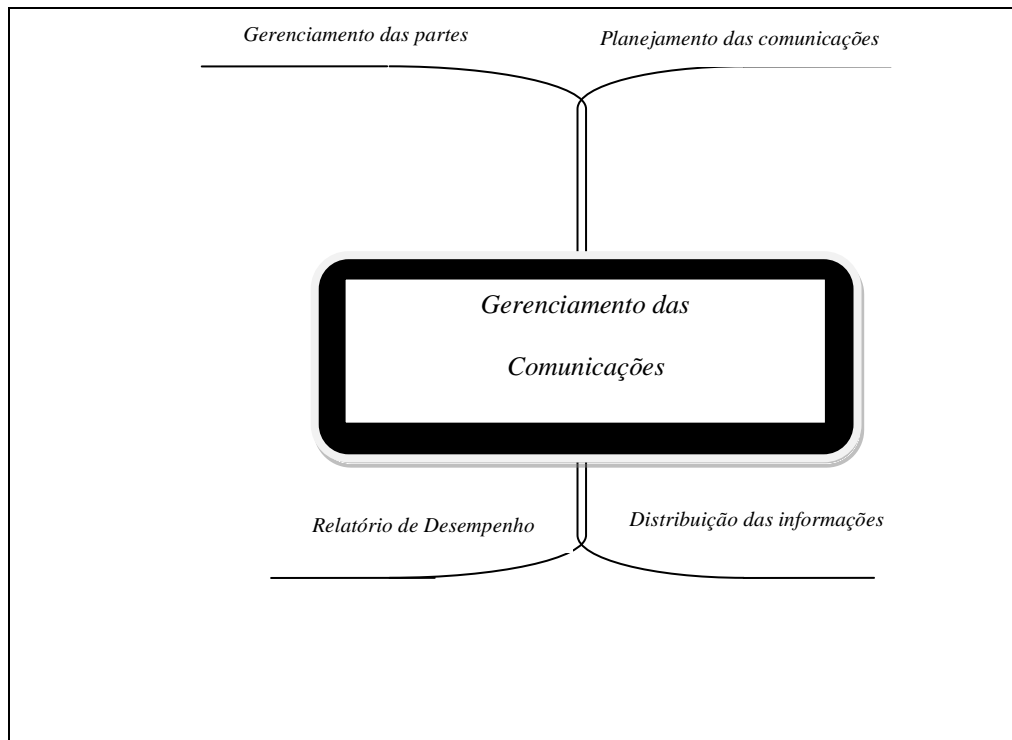 Gerenciamento das partes
Planejamento das comunicações
Gerenciamento das
Comunicações
Relatório de Desempenho
Distribuição das informações